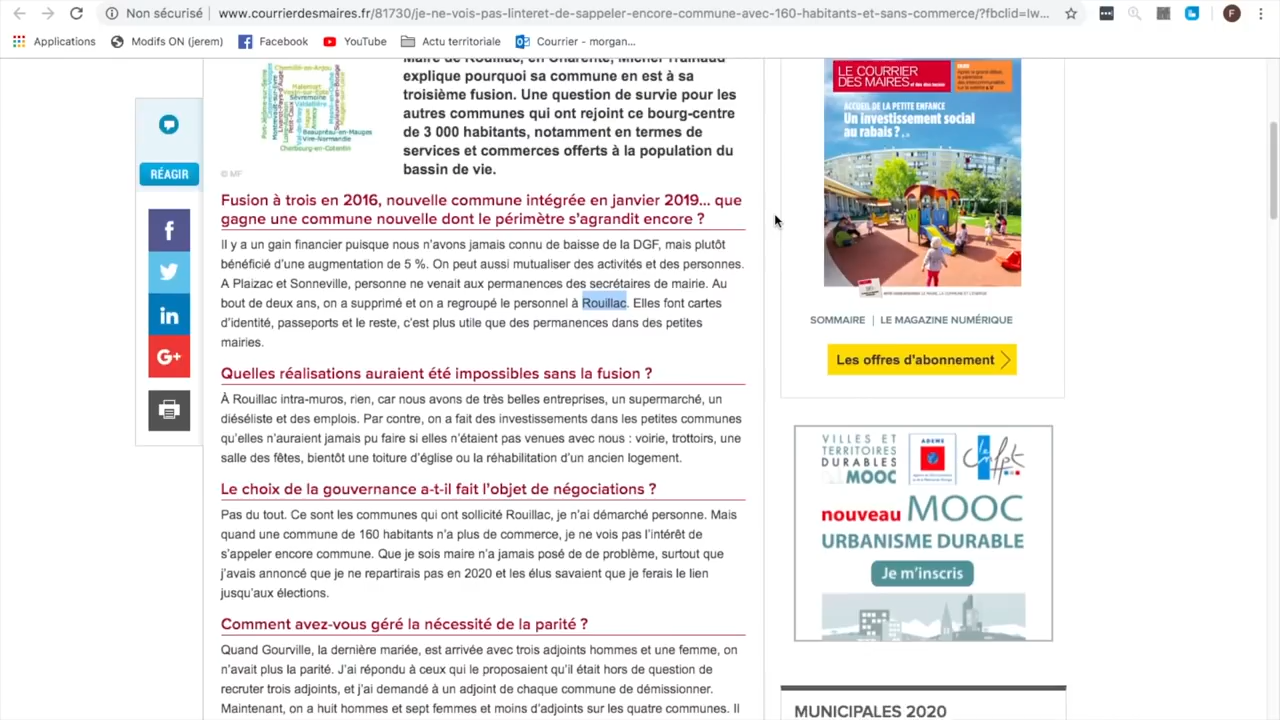 Non sécurisé
www.courrierdesmaires.fr/81730/je-ne-vois-pas-linteret-de-sappeler-encore-commune-avec-160-habitants-et-sans-commerce/?fbclid=Iw...
F
Applications
Modifs ON (jerem)
Facebook
YouTube
Actu territoriale
Courrier - morgan...
RÉAGIR
f
in
G+
Chemillé-en-Anjou
Beaupréau-en-Mauges
Vire-Normandie
Cherbourg-en-Cotentin
© MF
Maire de Rouillac, en Charente, Michel Trainaud
explique pourquoi sa commune en est à sa
troisième fusion. Une question de survie pour les
autres communes qui ont rejoint ce bourg-centre
de 3 000 habitants, notamment en termes de
services et commerces offerts à la population du
bassin de vie.
Fusion à trois en 2016, nouvelle commune intégrée en janvier 2019… que
gagne une commune nouvelle dont le périmètre s'agrandit encore ?
Il y a un gain financier puisque nous n'avons jamais connu de baisse de la DGF, mais plutôt
bénéficié d'une augmentation de 5 %. On peut aussi mutualiser des activités et des personnes.
A Plaizac et Sonneville, personne ne venait aux permanences des secrétaires de mairie. Au
bout de deux ans, on a supprimé et on a regroupé le personnel à Rouillac. Elles font cartes
d'identité, passeports et le reste, c'est plus utile que des permanences dans des petites
mairies.
Quelles réalisations auraient été impossibles sans la fusion ?
À Rouillac intra-muros, rien, car nous avons de très belles entreprises, un supermarché, un
diéséliste et des emplois. Par contre, on a fait des investissements dans les petites communes
qu'elles n'auraient jamais pu faire si elles n'étaient pas venues avec nous : voirie, trottoirs, une
salle des fêtes, bientôt une toiture d'église ou la réhabilitation d'un ancien logement.
Le choix de la gouvernance a-t-il fait l'objet de négociations ?
Pas du tout. Ce sont les communes qui ont sollicité Rouillac, je n'ai démarché personne. Mais
quand une commune de 160 habitants n'a plus de commerce, je ne vois pas l'intérêt de
s'appeler encore commune. Que je sois maire n'a jamais posé de de problème, surtout que
j'avais annoncé que je ne repartirais pas en 2020 et les élus savaient que je ferais le lien
jusqu'aux élections.
Comment avez-vous géré la nécessité de la parité ?
Quand Gourville, la dernière mariée, est arrivée avec trois adjoints hommes et une femme, on
n'avait plus la parité. J'ai répondu à ceux qui le proposaient qu'il était hors de question de
recruter trois adjoints, et j'ai demandé à un adjoint de chaque commune de démissionner.
Maintenant, on a huit hommes et sept femmes et moins d'adjoints sur les quatre communes. Il
LE COURRIER
DES MAIRES
ACCUEIL DE LA PETITE ENFANCE
Un investissement social
au rabais ?
SOMMAIRE | LE MAGAZINE NUMÉRIQUE
Les offres d'abonnement
VILLES ET
TERRITOIRES
DURABLES
MOOC
ADEME
cnfpt
nouveau MOOC
URBANISME DURABLE
Je m'inscris
MUNICIPALES 2020